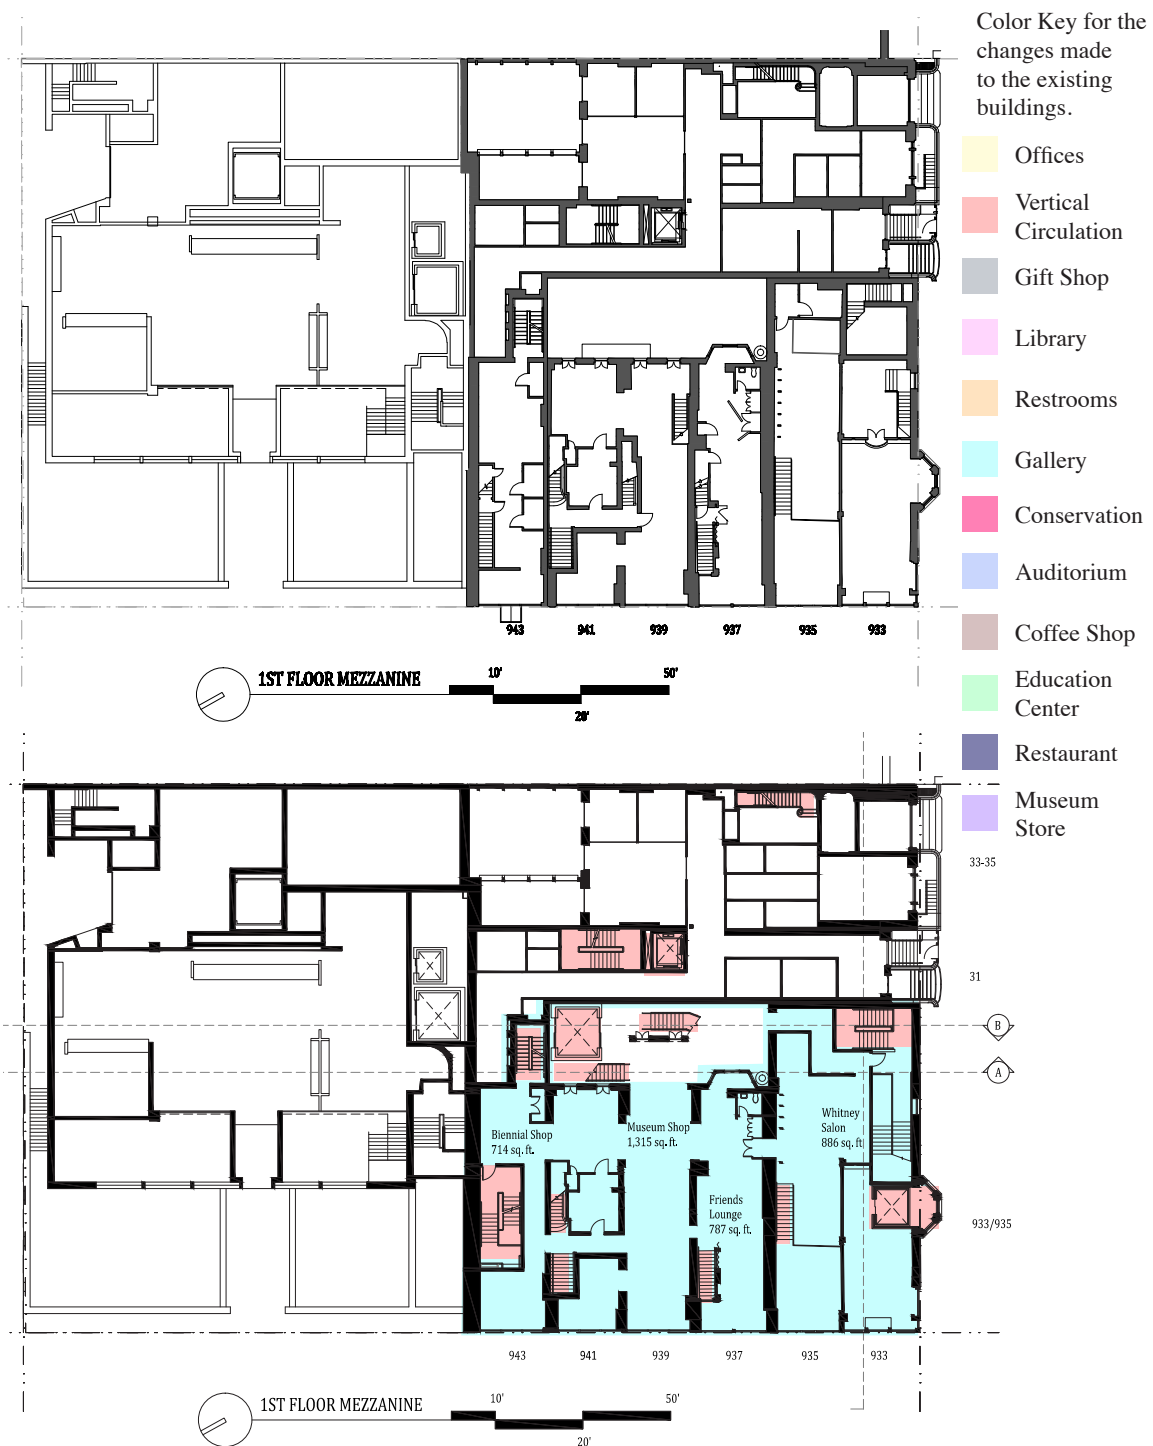 Color Key for the
changes made
to the existing
buildings.
Offices
Vertical
Circulation
Gift Shop
Library
Restrooms
Gallery
Conservation
Auditorium
Coffee Shop
Education
Center
Restaurant
Museum
Store
943 941 939 937 935 933
1ST FLOOR MEZZANINE
10' 50'
20'
33-35
31
B
A
933/935
Biennial Shop
714 sq. ft.
Museum Shop
1,315 sq. ft.
Friends
Lounge
787 sq. ft.
Whitney
Salon
886 sq. ft
943 941 939 937 935 933
1ST FLOOR MEZZANINE
10' 50'
20'